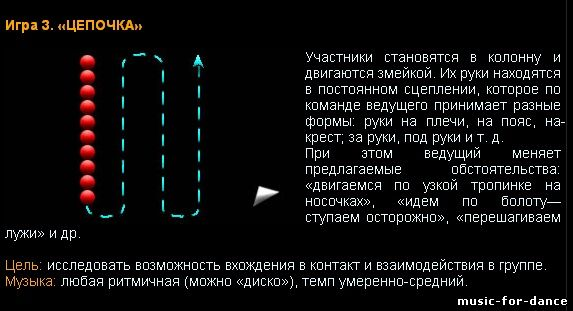 Игра 3. «ЦЕПОЧКА»
Участники становятся в колонну и
двигаются змейкой. Их руки находятся
в постоянном сцеплении, которое по
команде ведущего принимает разные
формы: руки на плечи, на пояс, на-
крест; за руки, под руки и т. д.
При этом ведущий меняет
предлагаемые обстоятельства:
«двигаемся по узкой тропинке на
носочках», «идем по болоту—
ступаем осторожно», «перешагиваем
лужи» и др.
Цель: исследовать возможность вхождения в контакт и взаимодействия в группе.
Музыка: любая ритмичная (можно «диско»), темп умеренно-средний.
music-for-dance